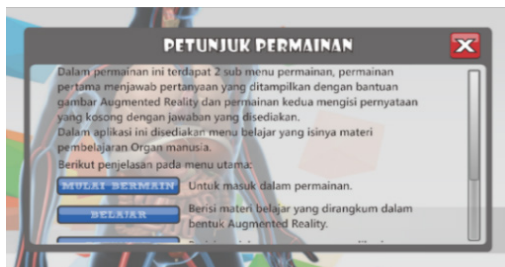 PETUNJUK PERMAINAN
Dalam permainan ini terdapat 2 sub menu permainan, permainan
pertama menjawab pertanyaan yang ditampilkan dengan bantuan
gambar Augmented Reality dan permainan kedua mengisi pernyataan
yang kosong dengan jawaban yang disediakan.
Dalam aplikasi ini disediakan menu belajar yang isinya materi
pembelajaran Organ manusia.
Berikut penjelasan pada menu utama:
MULAI BERMAIN Untuk masuk dalam permainan.
BELAJAR Berisi materi belajar yang dirangkum dalam
bentuk Augmented Reality.